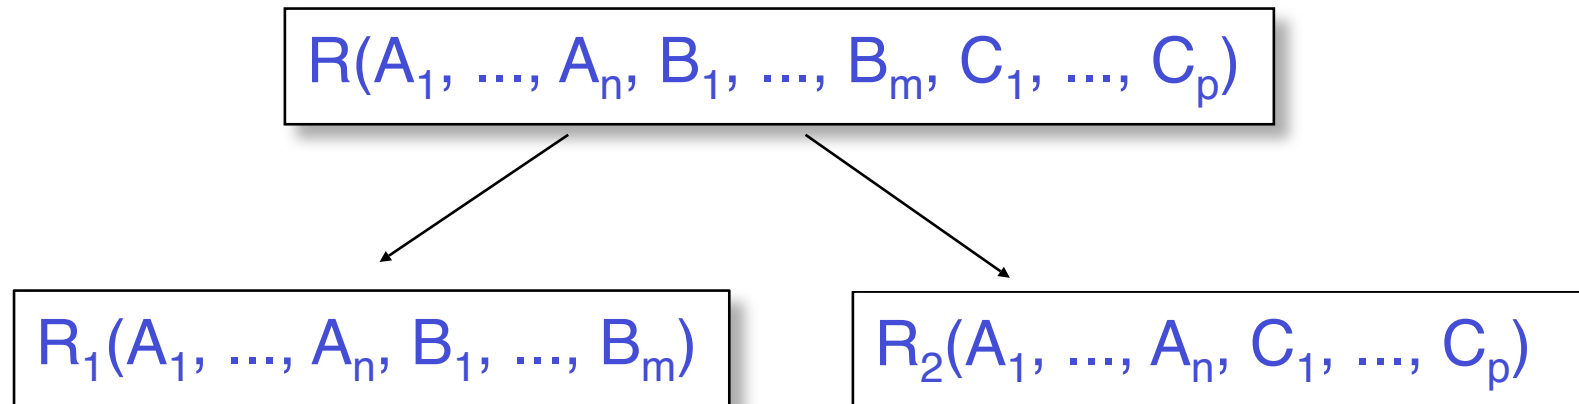 R(A₁, ..., Aₙ, B₁, ..., Bₘ, C₁, ..., Cₚ)
R₁(A₁, ..., Aₙ, B₁, ..., Bₘ)
R₂(A₁, ..., Aₙ, C₁, ..., Cₚ)